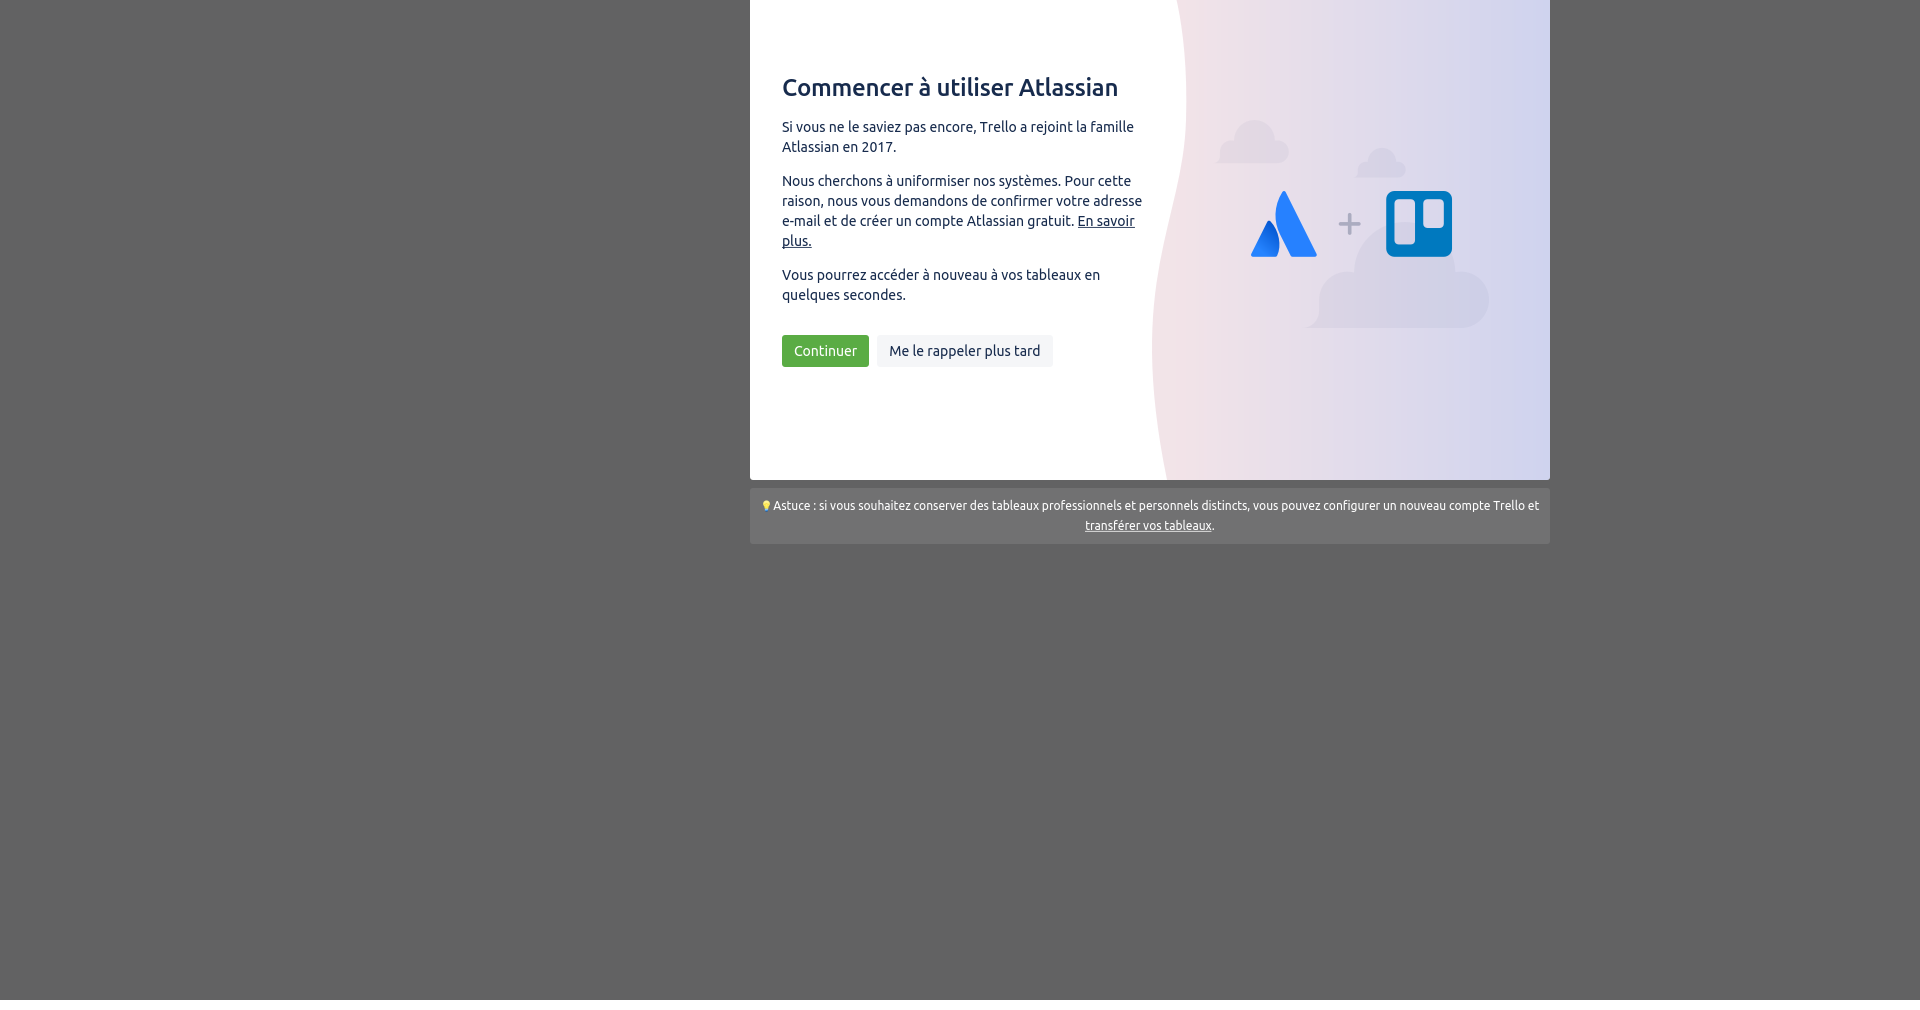 Commencer à utiliser Atlassian
Si vous ne le saviez pas encore, Trello a rejoint la famille
Atlassian en 2017.
Nous cherchons à uniformiser nos systèmes. Pour cette
raison, nous vous demandons de confirmer votre adresse
e-mail et de créer un compte Atlassian gratuit. En savoir
plus.
Vous pourrez accéder à nouveau à vos tableaux en
quelques secondes.
Continuer
Me le rappeler plus tard
💡Astuce : si vous souhaitez conserver des tableaux professionnels et personnels distincts, vous pouvez configurer un nouveau compte Trello et
transférer vos tableaux.